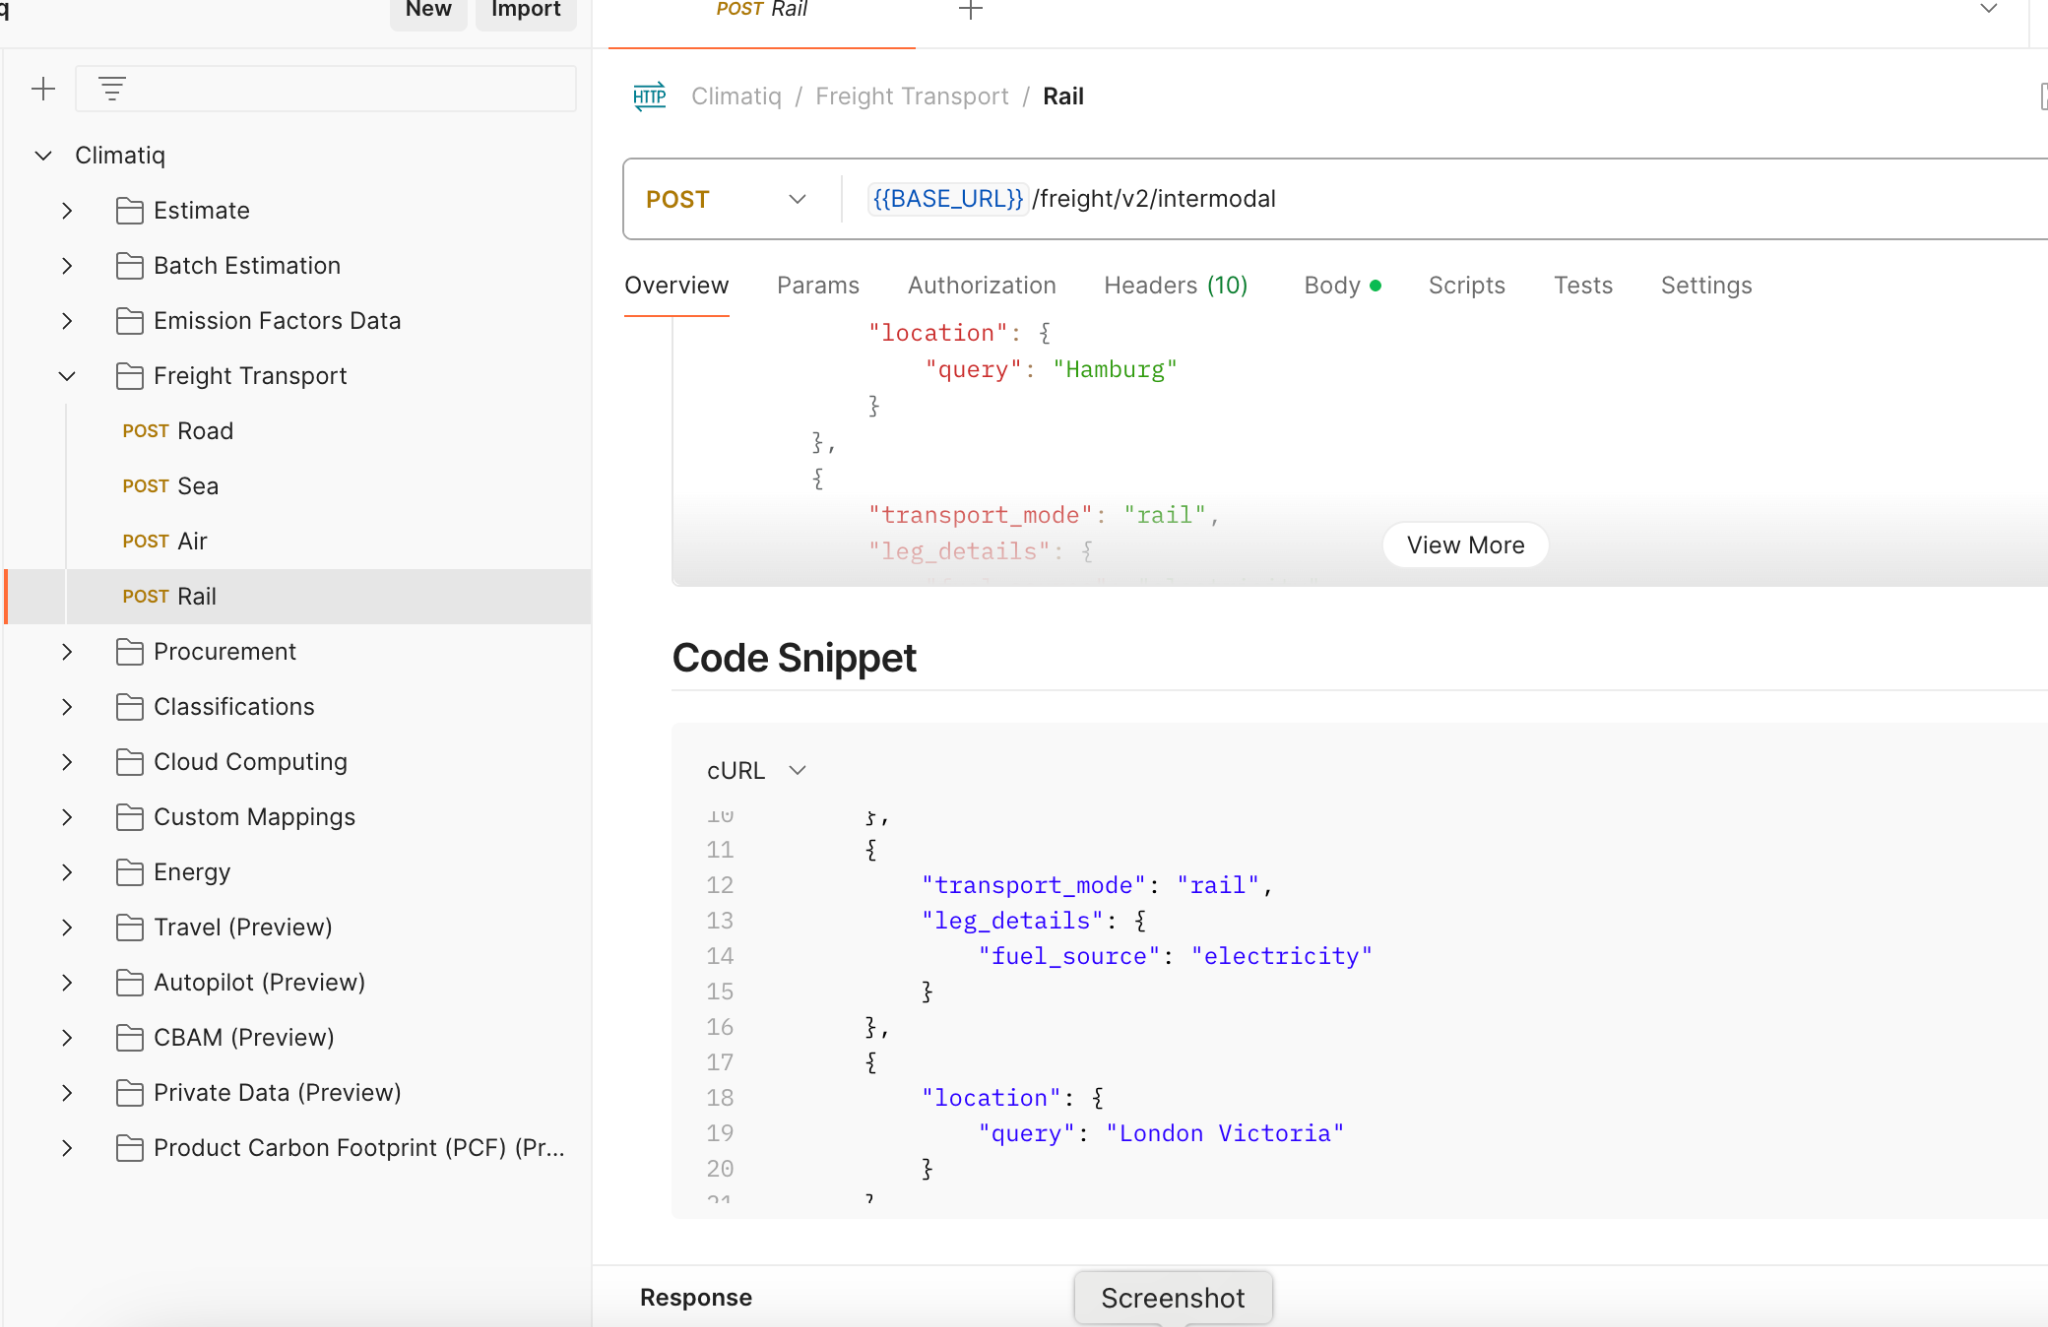 q
New
Import
POST Rail
Climatiq
Estimate
Batch Estimation
Emission Factors Data
Freight Transport
POST Road
POST Sea
POST Air
POST Rail
Procurement
Classifications
Cloud Computing
Custom Mappings
Energy
Travel (Preview)
Autopilot (Preview)
CBAM (Preview)
Private Data (Preview)
Product Carbon Footprint (PCF) (Pr...
HTTP Climatiq / Freight Transport / Rail
POST {{BASE_URL}}/freight/v2/intermodal
Overview Params Authorization Headers (10) Body Scripts Tests Settings
"location": {
"query": "Hamburg"
}
},
{
"transport_mode": "rail",
"leg_details": {
View More
Code Snippet
cURL
10 },
11 {
12 "transport_mode": "rail",
13 "leg_details": {
14 "fuel_source": "electricity"
15 }
16 },
17 {
18 "location": {
19 "query": "London Victoria"
20 }
21 }
Response
Screenshot